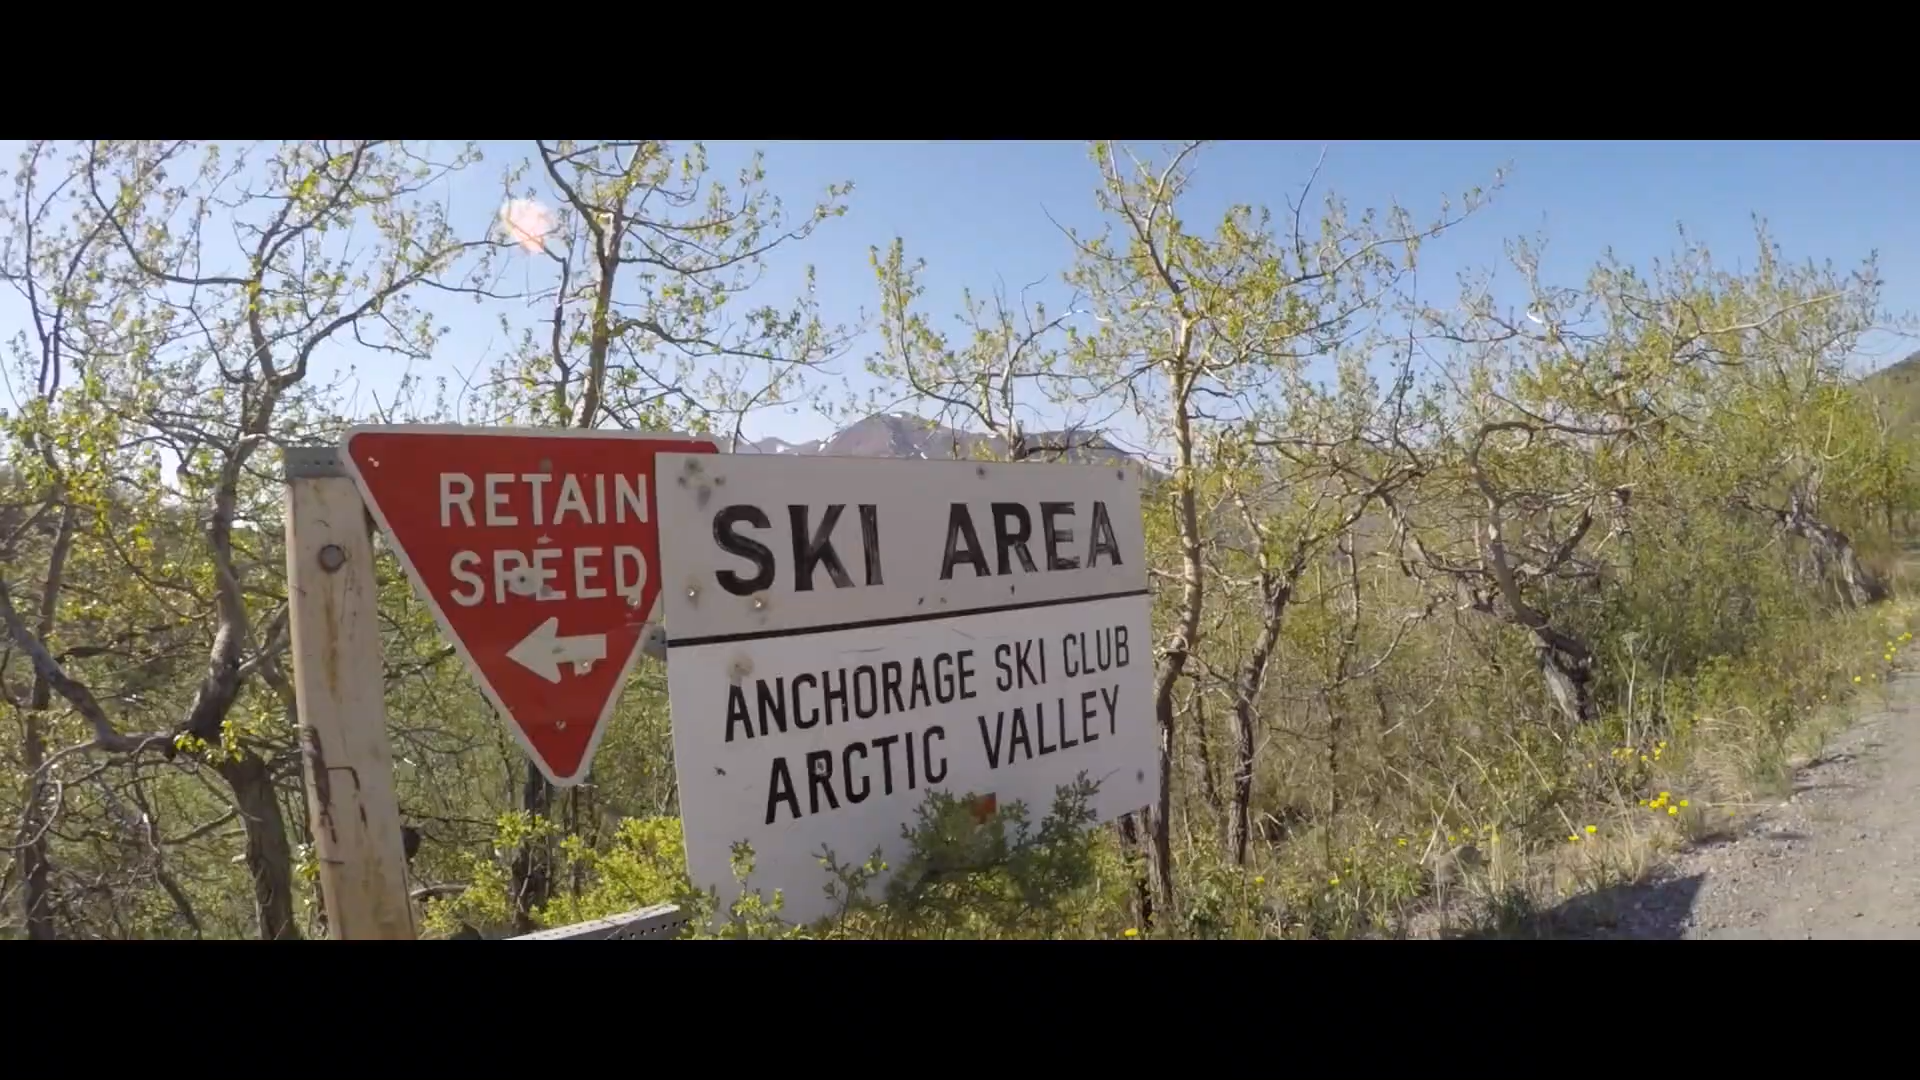 RETAIN
SPEED
SKI AREA
ANCHORAGE SKI CLUB
ARCTIC VALLEY